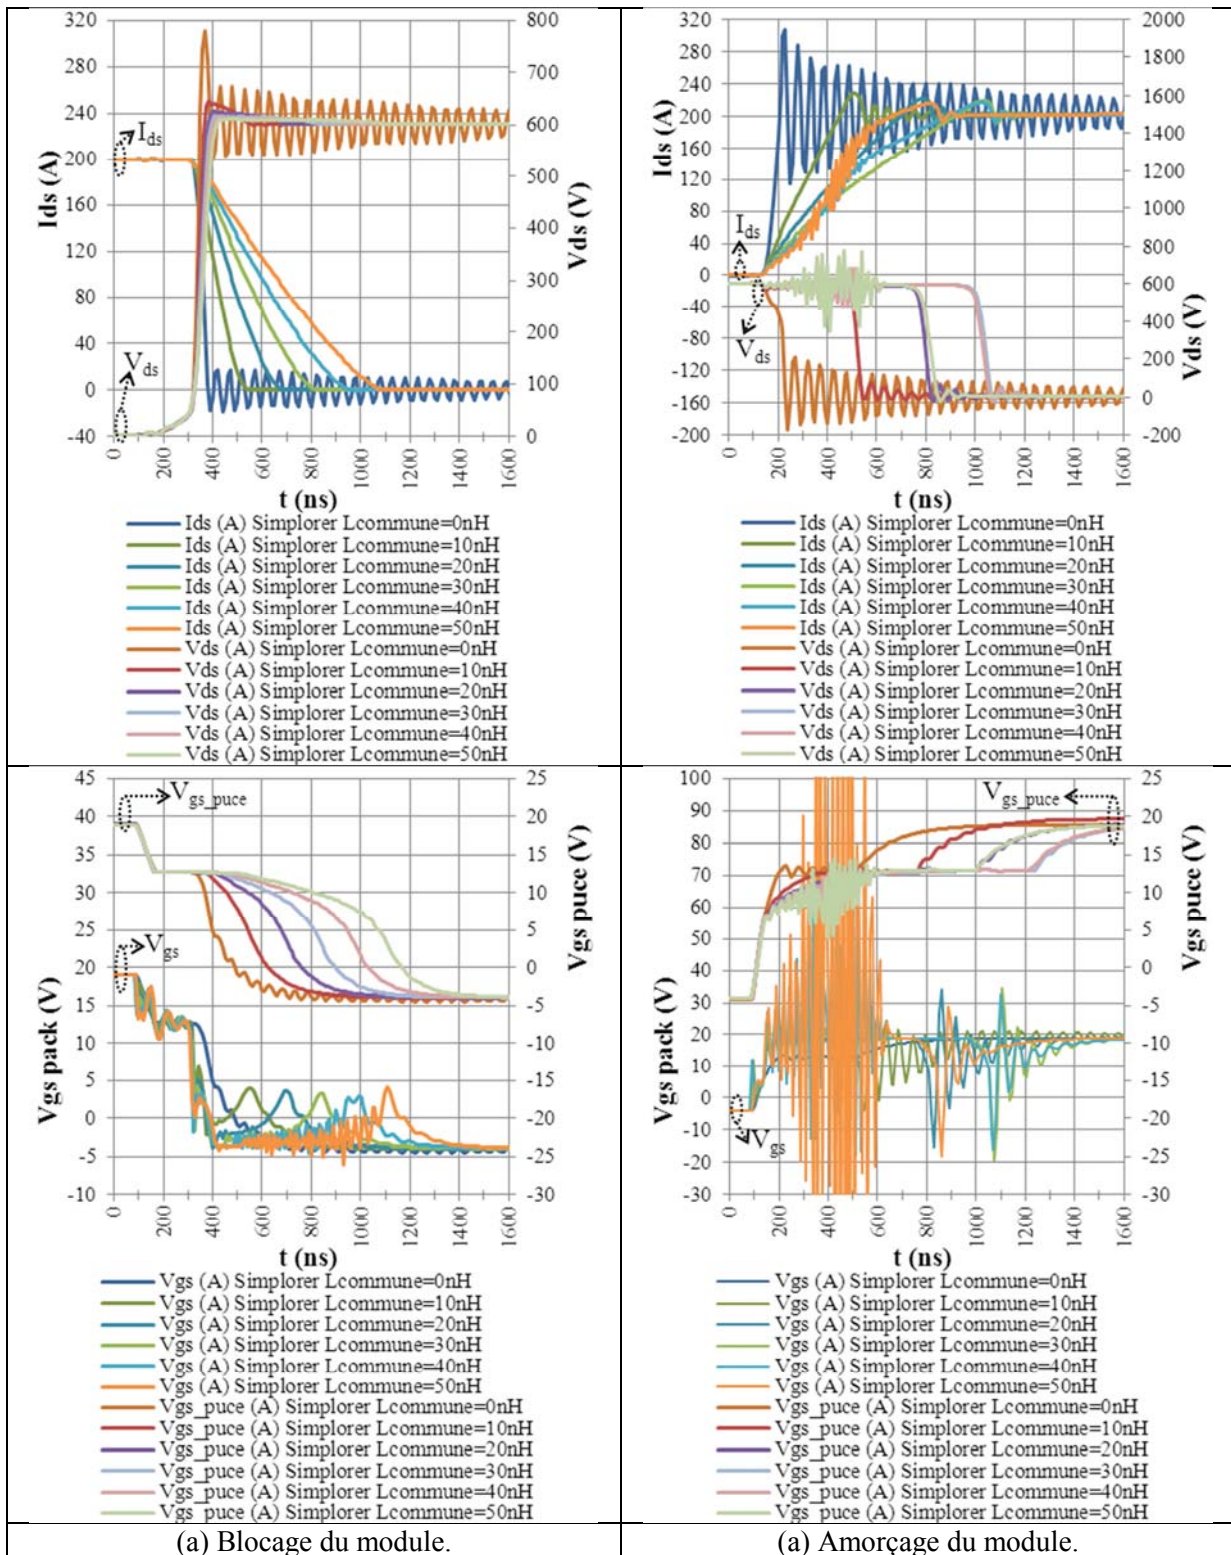 320
280
240
200
160
120
80
40
0
-40
Ids (A)
800
700
600
500
400
300
200
100
0
Vds (V)
Ids
Vds
0
200
400
600
800
1000
1200
1400
1600
t (ns)
Ids (A) Simplorer Lcommune=0nH
Ids (A) Simplorer Lcommune=10nH
Ids (A) Simplorer Lcommune=20nH
Ids (A) Simplorer Lcommune=30nH
Ids (A) Simplorer Lcommune=40nH
Ids (A) Simplorer Lcommune=50nH
Vds (A) Simplorer Lcommune=0nH
Vds (A) Simplorer Lcommune=10nH
Vds (A) Simplorer Lcommune=20nH
Vds (A) Simplorer Lcommune=30nH
Vds (A) Simplorer Lcommune=40nH
Vds (A) Simplorer Lcommune=50nH
320
280
240
200
160
120
80
40
0
-40
-80
-120
-160
-200
Ids (A)
2000
1800
1600
1400
1200
1000
800
600
400
200
0
-200
Vds (V)
Ids
Vds
0
200
400
600
800
1000
1200
1400
1600
t (ns)
Ids (A) Simplorer Lcommune=0nH
Ids (A) Simplorer Lcommune=10nH
Ids (A) Simplorer Lcommune=20nH
Ids (A) Simplorer Lcommune=30nH
Ids (A) Simplorer Lcommune=40nH
Ids (A) Simplorer Lcommune=50nH
Vds (A) Simplorer Lcommune=0nH
Vds (A) Simplorer Lcommune=10nH
Vds (A) Simplorer Lcommune=20nH
Vds (A) Simplorer Lcommune=30nH
Vds (A) Simplorer Lcommune=40nH
Vds (A) Simplorer Lcommune=50nH
45
40
35
30
25
20
15
10
5
0
-5
-10
Vgs pack (V)
25
20
15
10
5
0
-5
-10
-15
-20
-25
-30
Vgs puce (V)
Vgs_puce
Vgs
0
200
400
600
800
1000
1200
1400
1600
t (ns)
Vgs (A) Simplorer Lcommune=0nH
Vgs (A) Simplorer Lcommune=10nH
Vgs (A) Simplorer Lcommune=20nH
Vgs (A) Simplorer Lcommune=30nH
Vgs (A) Simplorer Lcommune=40nH
Vgs (A) Simplorer Lcommune=50nH
Vgs_puce (A) Simplorer Lcommune=0nH
Vgs_puce (A) Simplorer Lcommune=10nH
Vgs_puce (A) Simplorer Lcommune=20nH
Vgs_puce (A) Simplorer Lcommune=30nH
Vgs_puce (A) Simplorer Lcommune=40nH
Vgs_puce (A) Simplorer Lcommune=50nH
100
90
80
70
60
50
40
30
20
10
0
-10
-20
-30
Vgs pack (V)
25
20
15
10
5
0
-5
-10
-15
-20
-25
-30
Vgs puce (V)
Vgs_puce
Vgs
0
200
400
600
800
1000
1200
1400
1600
t (ns)
Vgs (A) Simplorer Lcommune=0nH
Vgs (A) Simplorer Lcommune=10nH
Vgs (A) Simplorer Lcommune=20nH
Vgs (A) Simplorer Lcommune=30nH
Vgs (A) Simplorer Lcommune=40nH
Vgs (A) Simplorer Lcommune=50nH
Vgs_puce (A) Simplorer Lcommune=0nH
Vgs_puce (A) Simplorer Lcommune=10nH
Vgs_puce (A) Simplorer Lcommune=20nH
Vgs_puce (A) Simplorer Lcommune=30nH
Vgs_puce (A) Simplorer Lcommune=40nH
Vgs_puce (A) Simplorer Lcommune=50nH
(a) Blocage du module.
(a) Amorçage du module.